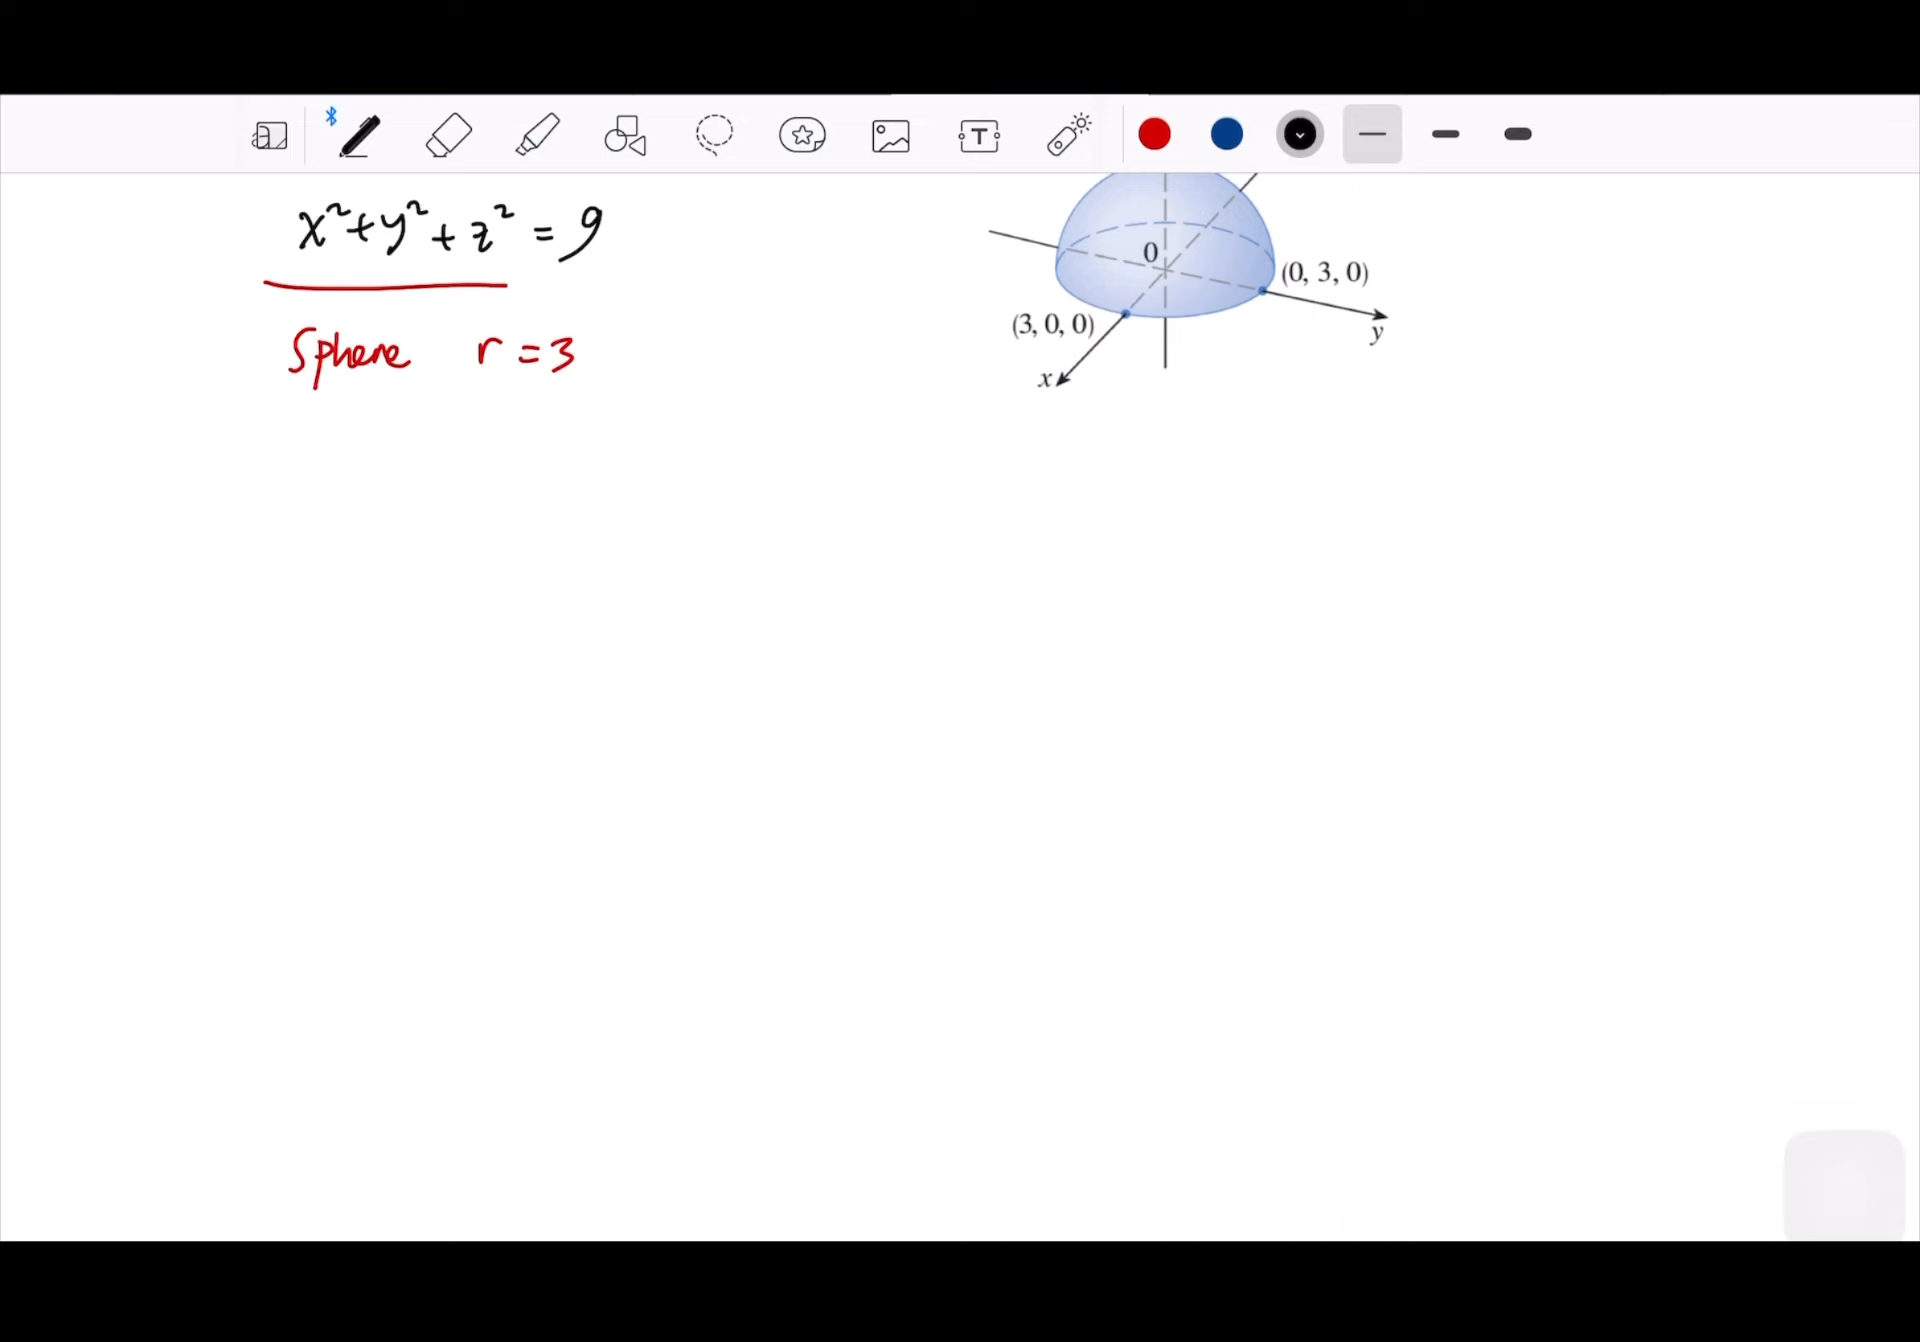 x² + y² + z² = 9
Sphere r = 3
0
(0, 3, 0)
(3, 0, 0)
y
x
T